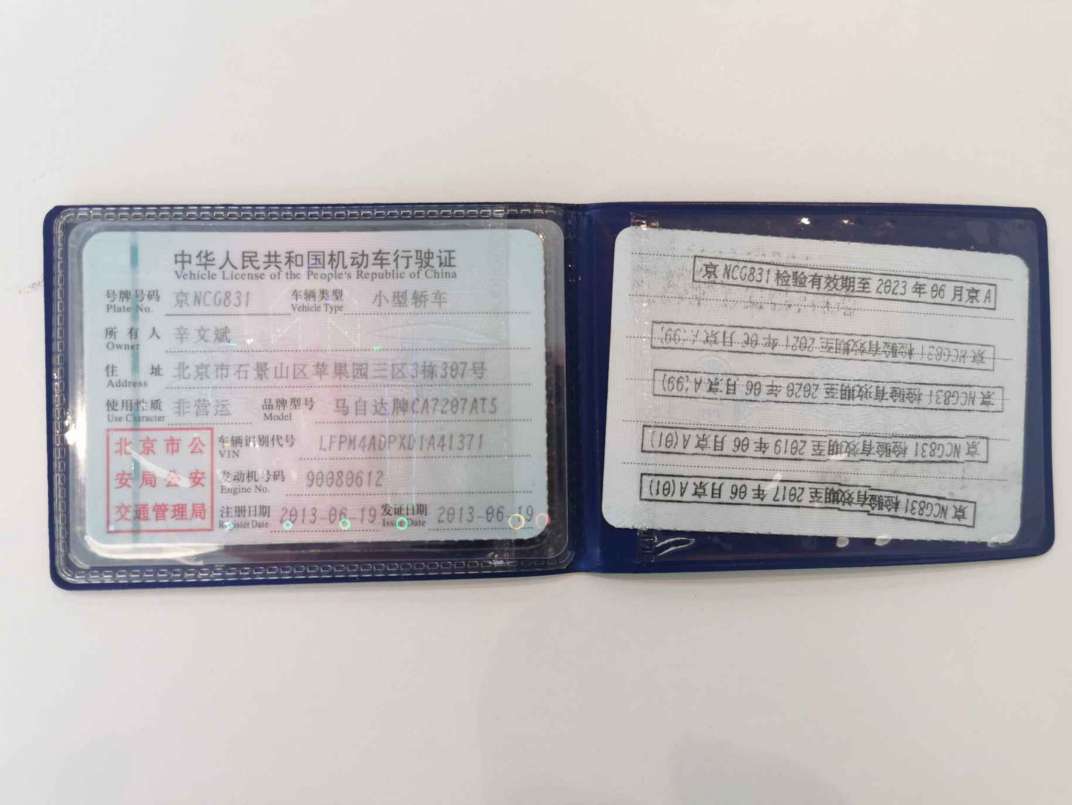 中华人民共和国机动车行驶证
Vehicle License of the People's Republic of China
号牌号码 京NCG831 车辆类型 小型轿车
Plate No. Vehicle Type
所有人 辛文斌
Owner
住址 北京市石景山区苹果园三区3栋307号
Address
使用性质 非营运 品牌型号 马自达牌CA7207AT5
Use Character Model
北京市公
安局公安
交通管理局
车辆识别代号 LFPM4ADPXD1A41371
VIN
发动机号码 90080612
Engine No.
注册日期 2013-06-19 发证日期 2013-06-19
Register Date Issue Date
京NCG831检验有效期至2023年06月京A
京NCG831 检验有效期至2021年06月京A(99)
京NCG831 检验有效期至2020年06月京A(99)
京NCG831 检验有效期至2019年06月京A(01)
京NCG831 检验有效期至2017年06月京A(01)